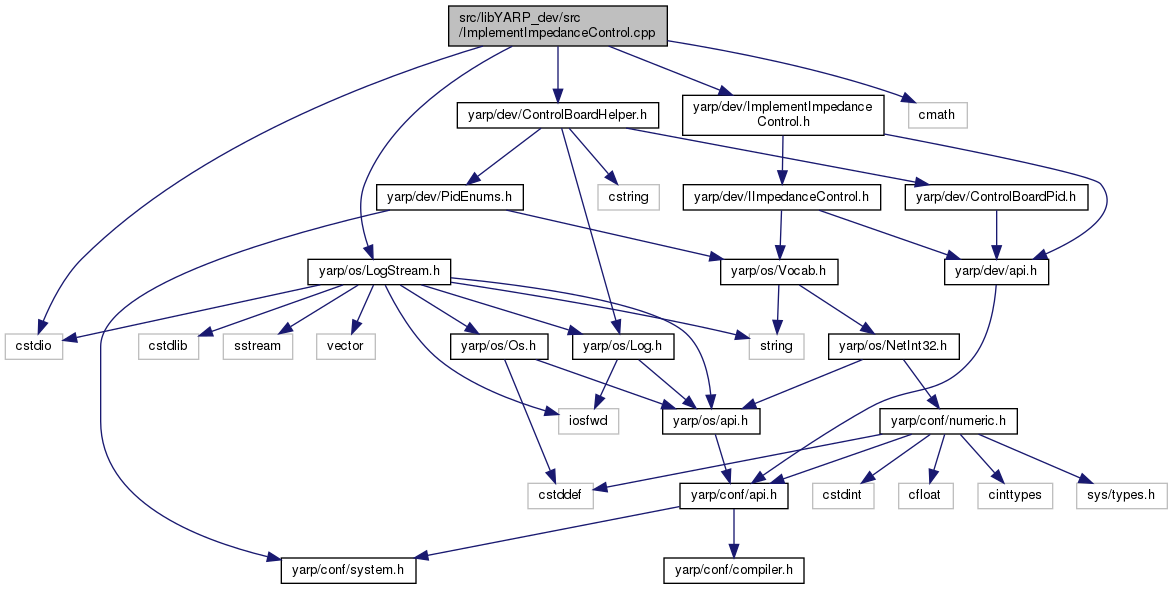 src/libYARP_dev/src
/ImplementImpedanceControl.cpp
yarp/dev/ControlBoardHelper.h
yarp/dev/ImplementImpedance
Control.h
cmath
yarp/dev/PidEnums.h
cstring
yarp/dev/IImpedanceControl.h
yarp/dev/ControlBoardPid.h
yarp/os/LogStream.h
yarp/os/Vocab.h
yarp/dev/api.h
cstdio
cstdlib
sstream
vector
yarp/os/Os.h
yarp/os/Log.h
string
yarp/os/NetInt32.h
iosfwd
yarp/os/api.h
yarp/conf/numeric.h
cstddef
yarp/conf/api.h
cstdint
cfloat
cinttypes
sys/types.h
yarp/conf/system.h
yarp/conf/compiler.h